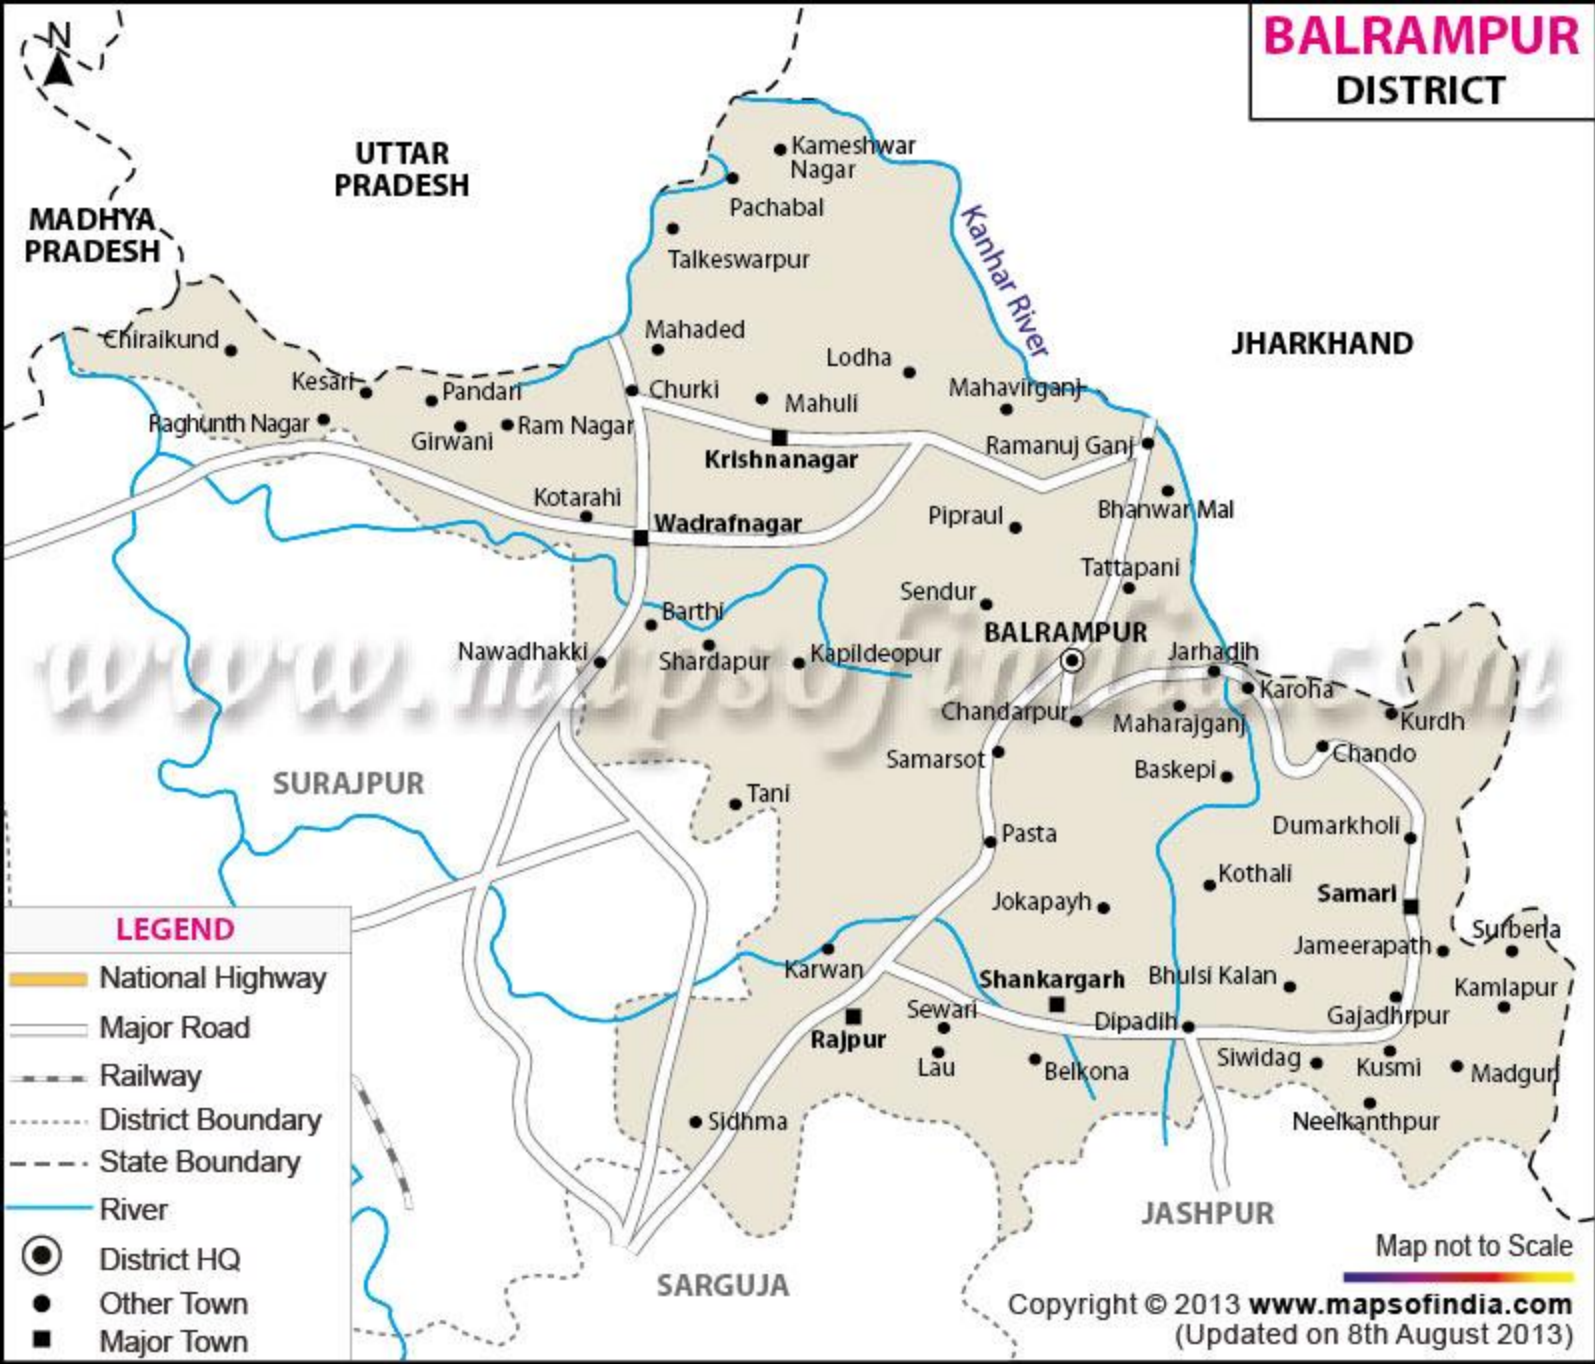 BALRAMPUR
DISTRICT
N
UTTAR
PRADESH
MADHYA
PRADESH
JHARKHAND
Kameshwar
Nagar
Pachabal
Talkeswarpur
Kanhar River
Chiraikund
Mahaded
Lodha
Kesari
Pandari
Churki
Mahuli
Mahavirganj
Raghunth Nagar
Girwani
Ram Nagar
Krishnanagar
Ramanuj Ganj
Kotarahi
Wadrafnagar
Pipraul
Bhanwar Mal
Tattapani
Sendur
Barthi
BALRAMPUR
Nawadhakki
Shardapur
Kapildeopur
Jarhadih
www.mapsofindia.com
Karoha
Chandarpur
Maharajganj
Kurdh
Samarsot
Chando
Baskepi
SURAJPUR
Tani
Pasta
Dumarkholi
Kothali
Samari
Jokapayh
Surberia
Jameerapath
Karwan
Shankargarh
Bhulsi Kalan
Kamlapur
Sewari
Dipadih
Gajadhrpur
Rajpur
Lau
Belkona
Siwidag
Kusmi
Madguri
Sidhma
Neelkanthpur
JASHPUR
SARGUJA
LEGEND
National Highway
Major Road
Railway
District Boundary
State Boundary
River
District HQ
Other Town
Major Town
Map not to Scale
Copyright © 2013 www.mapsofindia.com
(Updated on 8th August 2013)